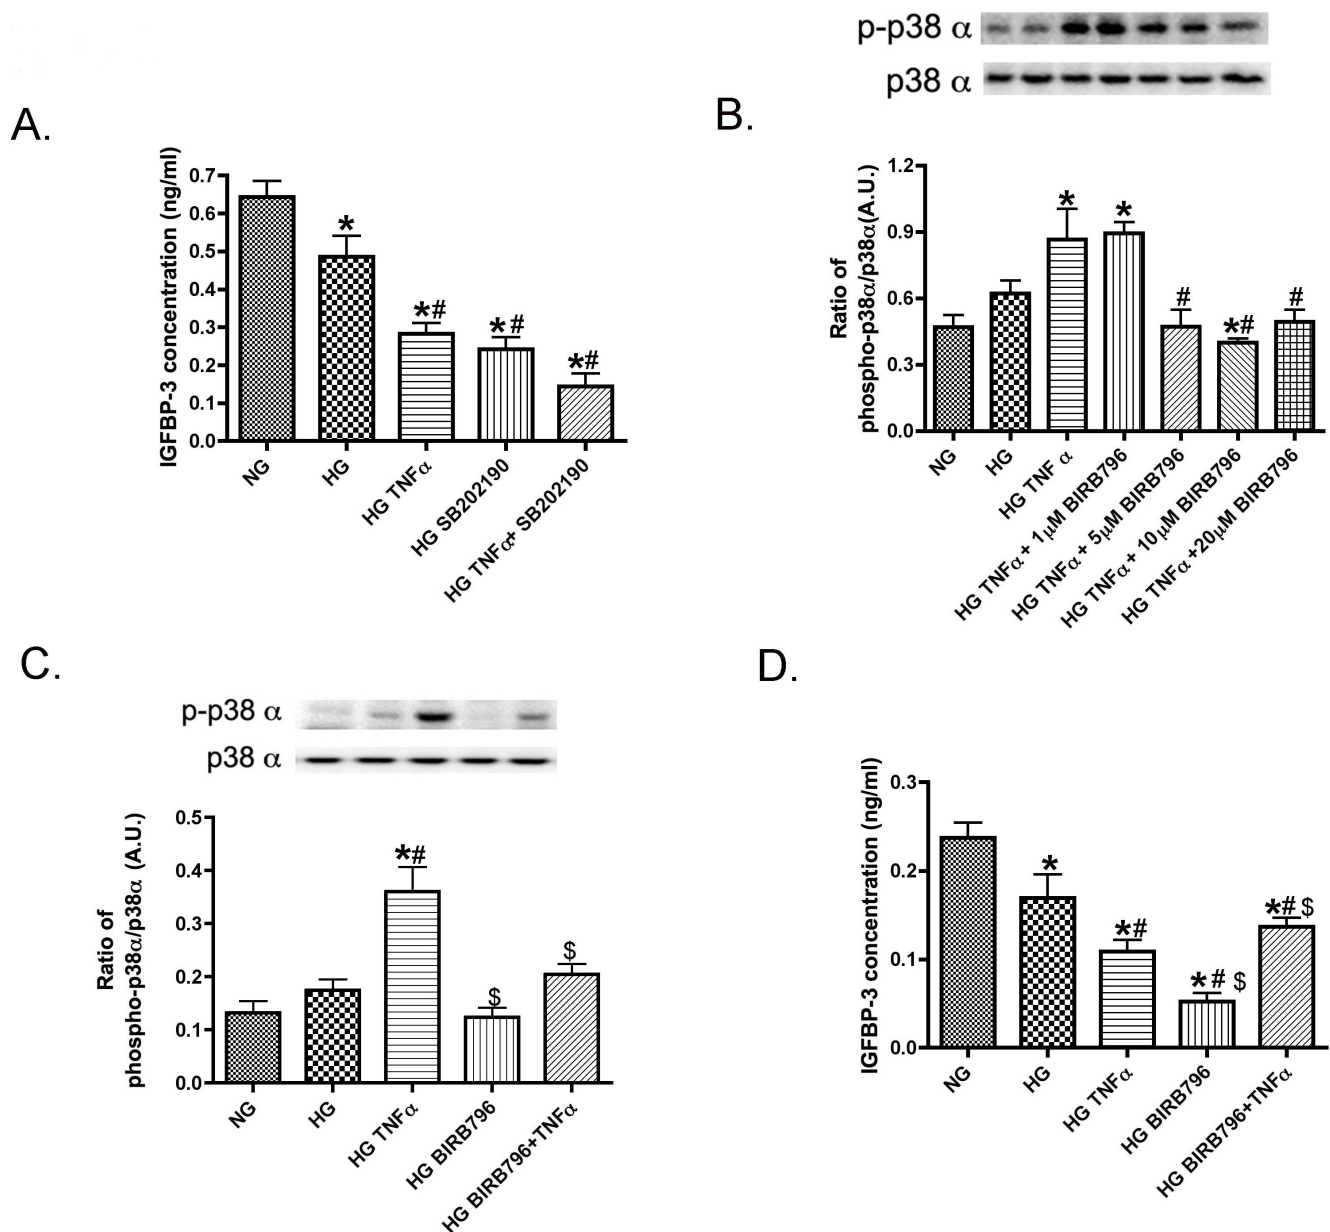 A.
IGFBP-3 concentration (ng/ml)
0.7
0.6
0.5
0.4
0.3
0.2
0.1
0.0
*
*#
* #
*#
NG
HG
HG TNFα
HG SB202190
HG TNFα+ SB202190
p-p38 α
p38 α
B.
Ratio of
phospho-p38α/p38α(A.U.)
1.2
0.9
0.6
0.3
0.0
*
*
#
*#
#
NG
HG
HG TNF α
HG TNFα + 1μM BIRB796
HG TNFα + 5μM BIRB796
HG TNFα + 10μM BIRB796
HG TNFα +20μM BIRB796
C.
p-p38 α
p38 α
Ratio of
phospho-p38α/p38α (A.U.)
0.5
0.4
0.3
0.2
0.1
0.0
*#
$
$
NG
HG
HG TNFα
HG BIRB796
HG BIRB796+TNFα
D.
IGFBP-3 concentration (ng/ml)
0.3
0.2
0.1
0.0
*
*#
* # $
*# $
NG
HG
HG TNFα
HG BIRB796
HG BIRB796+TNFα